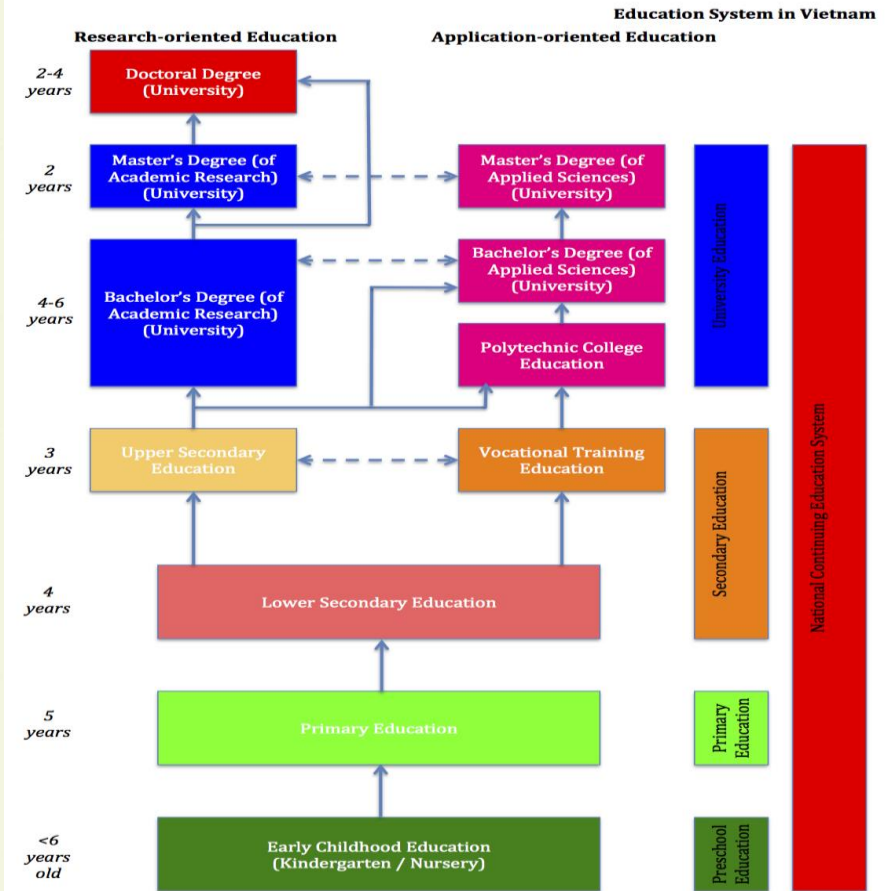 Education System in Vietnam
Research-oriented Education
Application-oriented Education
2-4
years
Doctoral Degree
(University)
2
years
Master's Degree (of
Academic Research)
(University)
Master's Degree (of
Applied Sciences)
(University)
4-6
years
Bachelor's Degree (of
Academic Research)
(University)
Bachelor's Degree (of
Applied Sciences)
(University)
Polytechnic College
Education
University Education
3
years
Upper Secondary
Education
Vocational Training
Education
4
years
Lower Secondary Education
Secondary Education
5
years
Primary Education
Primary
Education
<6
years
old
Early Childhood Education
(Kindergarten / Nursery)
Preschool
Education
National Continuing Education System